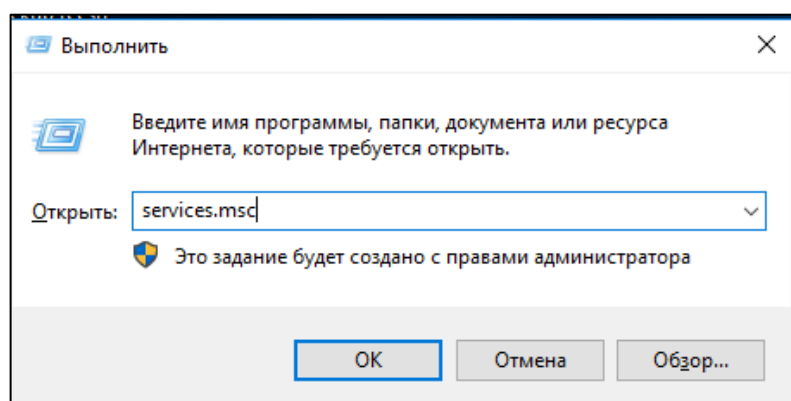 Выполнить
Введите имя программы, папки, документа или ресурса
Интернета, которые требуется открыть.
Открыть: services.msc
Это задание будет создано с правами администратора
ОК Отмена Обзор...